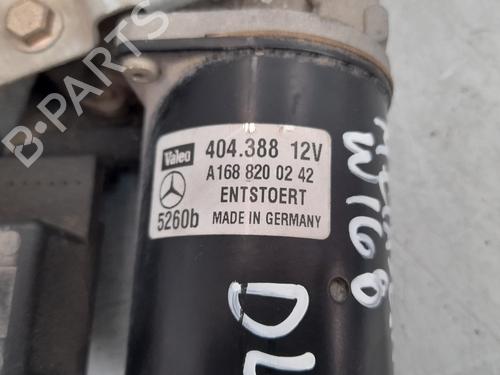 B-PARTS
Valeo 404.388 12V
A168 820 02 42
ENTSTOERT
5260b MADE IN GERMANY
W168
DL